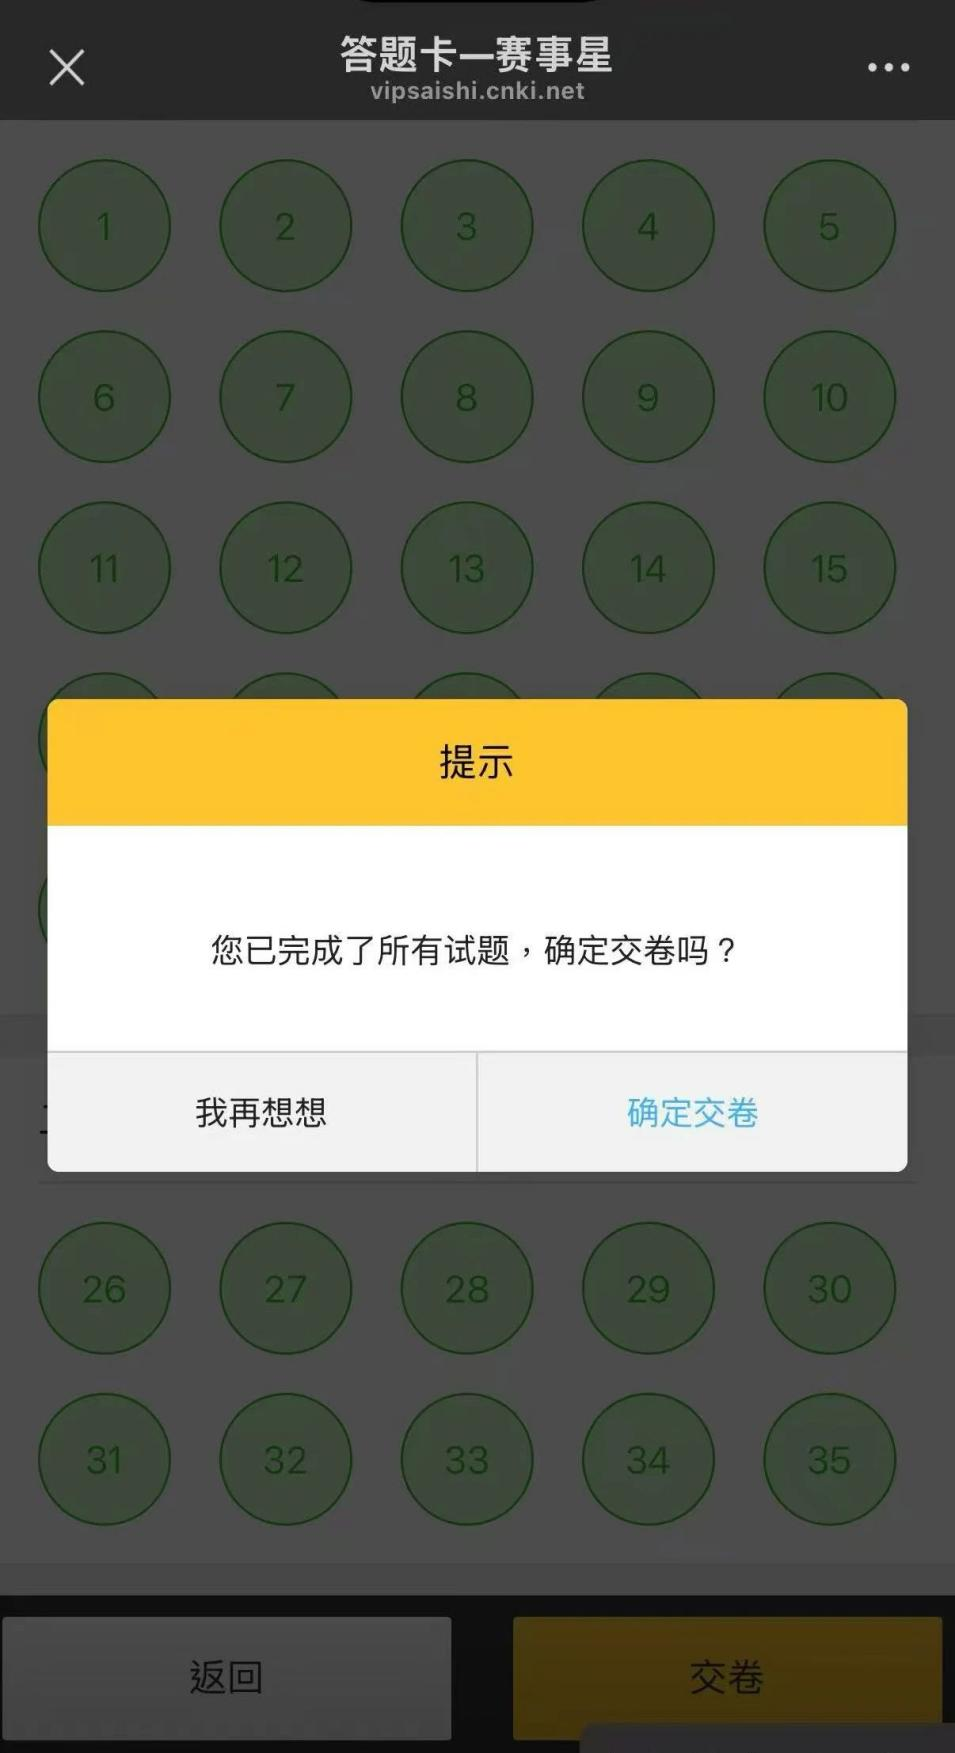 答题卡—赛事星
vipsaishi.cnki.net
1 2 3 4 5
6 7 8 9 10
11 12 13 14 15
提示
您已完成了所有试题，确定交卷吗？
我再想想 确定交卷
26 27 28 29 30
31 32 33 34 35
返回 交卷